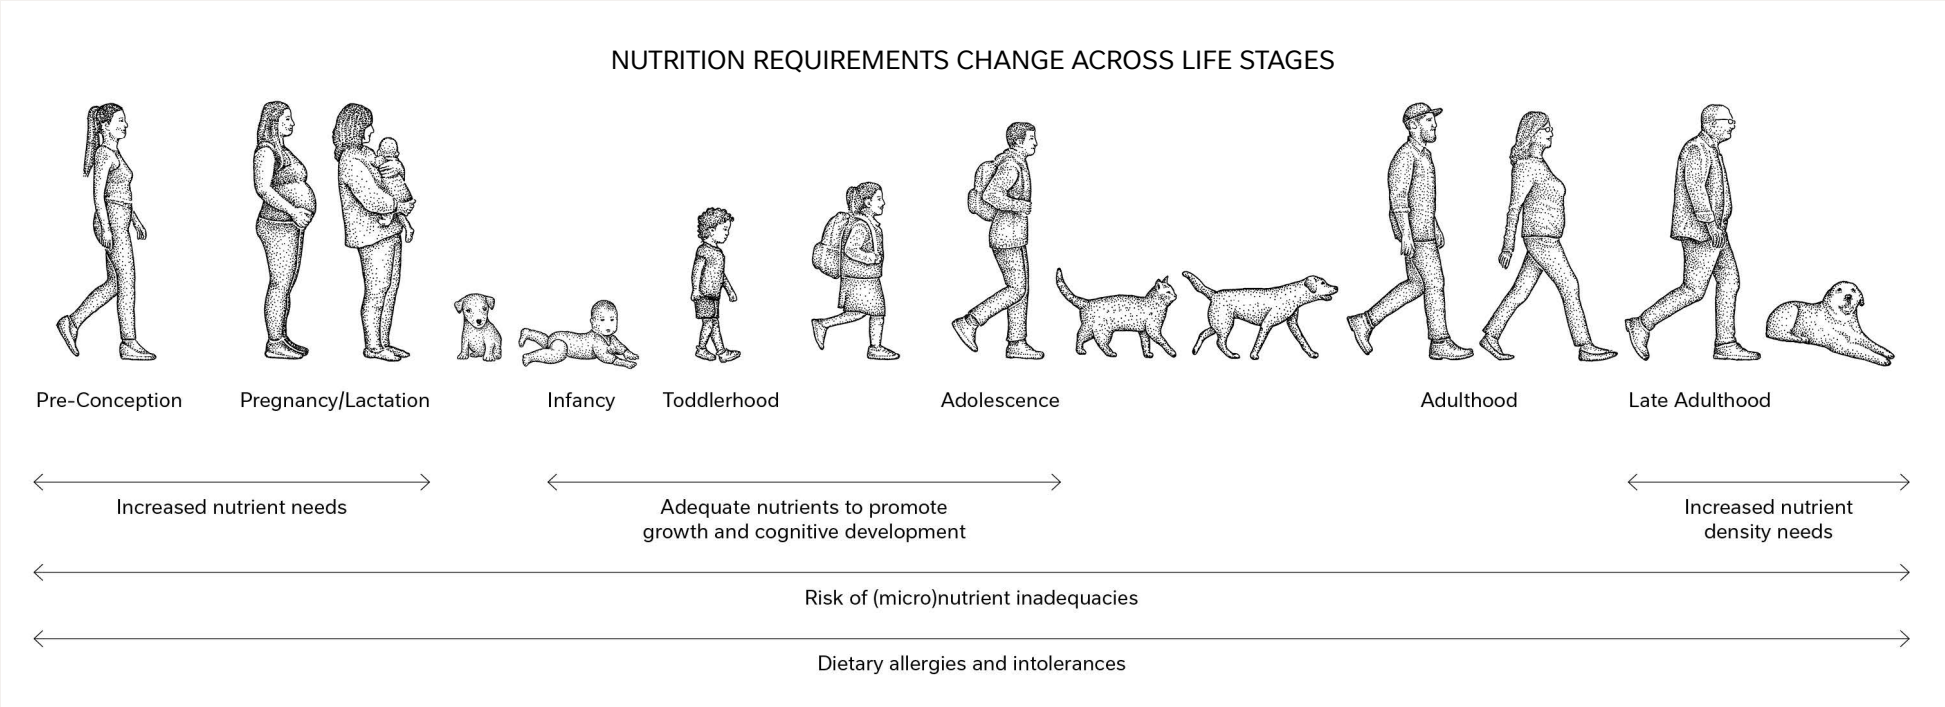 NUTRITION REQUIREMENTS CHANGE ACROSS LIFE STAGES
Pre-Conception
Pregnancy/Lactation
Infancy
Toddlerhood
Adolescence
Adulthood
Late Adulthood
Increased nutrient needs
Adequate nutrients to promote
growth and cognitive development
Increased nutrient
density needs
Risk of (micro)nutrient inadequacies
Dietary allergies and intolerances